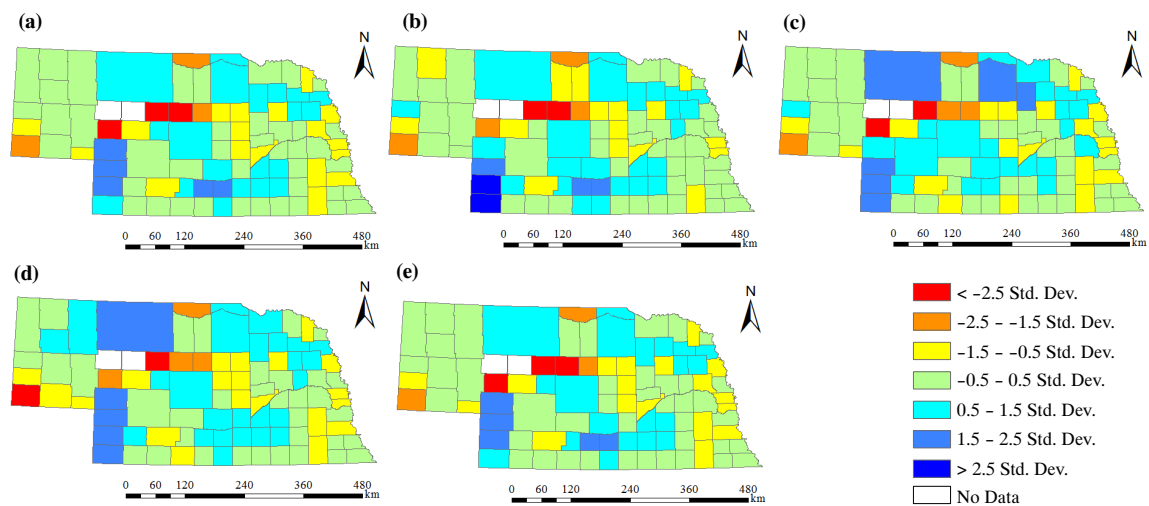 (a)
(b)
(c)
N
N
N
0 60 120 240 360 480
km
0 60 120 240 360 480
km
0 60 120 240 360 480
km
(d)
(e)
N
N
0 60 120 240 360 480
km
0 60 120 240 360 480
km
< −2.5 Std. Dev.
−2.5 – −1.5 Std. Dev.
−1.5 – −0.5 Std. Dev.
−0.5 – 0.5 Std. Dev.
0.5 – 1.5 Std. Dev.
1.5 – 2.5 Std. Dev.
> 2.5 Std. Dev.
No Data